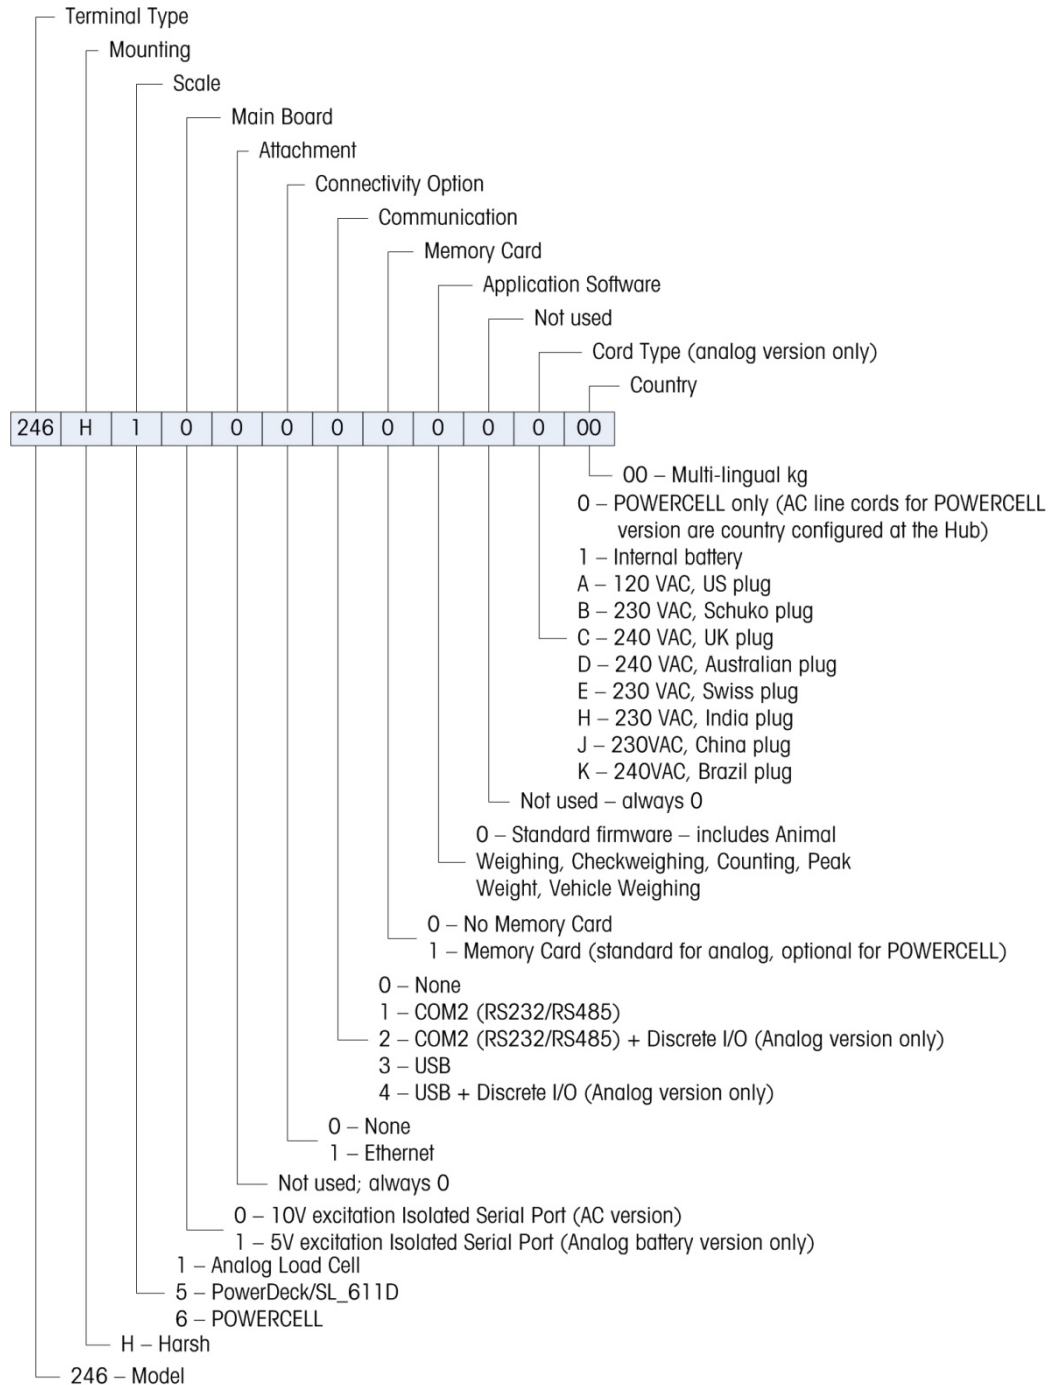 Terminal Type
Mounting
Scale
Main Board
Attachment
Connectivity Option
Communication
Memory Card
Application Software
Not used
Cord Type (analog version only)
Country
246 H 1 0 0 0 0 0 0 0 0 00
00 – Multi-lingual kg
0 – POWERCELL only (AC line cords for POWERCELL
version are country configured at the Hub)
1 – Internal battery
A – 120 VAC, US plug
B – 230 VAC, Schuko plug
C – 240 VAC, UK plug
D – 240 VAC, Australian plug
E – 230 VAC, Swiss plug
H – 230 VAC, India plug
J – 230VAC, China plug
K – 240VAC, Brazil plug
Not used – always 0
0 – Standard firmware – includes Animal
Weighing, Checkweighing, Counting, Peak
Weight, Vehicle Weighing
0 – No Memory Card
1 – Memory Card (standard for analog, optional for POWERCELL)
0 – None
1 – COM2 (RS232/RS485)
2 – COM2 (RS232/RS485) + Discrete I/O (Analog version only)
3 – USB
4 – USB + Discrete I/O (Analog version only)
0 – None
1 – Ethernet
Not used; always 0
0 – 10V excitation Isolated Serial Port (AC version)
1 – 5V excitation Isolated Serial Port (Analog battery version only)
1 – Analog Load Cell
5 – PowerDeck/SL_611D
6 – POWERCELL
H – Harsh
246 – Model